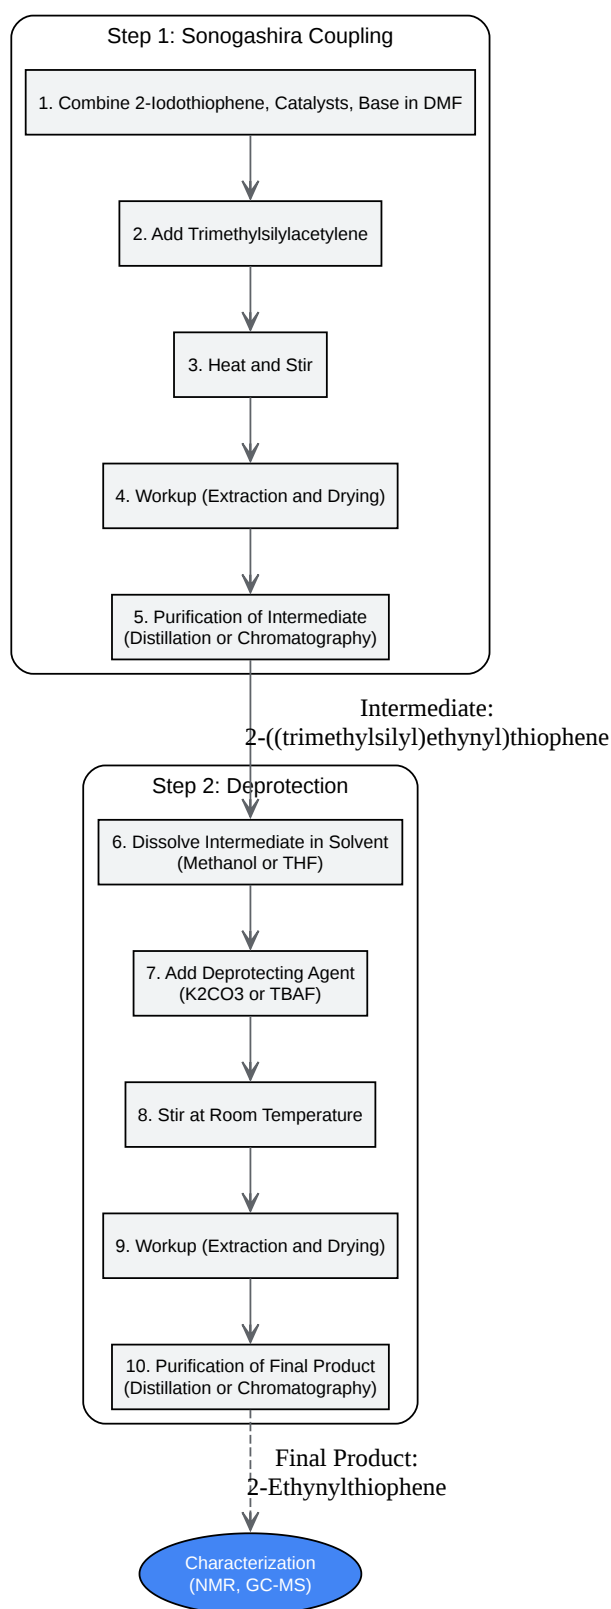 Step 1: Sonogashira Coupling
1. Combine 2-Iodothiophene, Catalysts, Base in DMF
2. Add Trimethylsilylacetylene
3. Heat and Stir
4. Workup (Extraction and Drying)
5. Purification of Intermediate
(Distillation or Chromatography)
Intermediate:
2-((trimethylsilyl)ethynyl)thiophene
Step 2: Deprotection
6. Dissolve Intermediate in Solvent
(Methanol or THF)
7. Add Deprotecting Agent
(K2CO3 or TBAF)
8. Stir at Room Temperature
9. Workup (Extraction and Drying)
10. Purification of Final Product
(Distillation or Chromatography)
Final Product:
2-Ethynylthiophene
Characterization
(NMR, GC-MS)